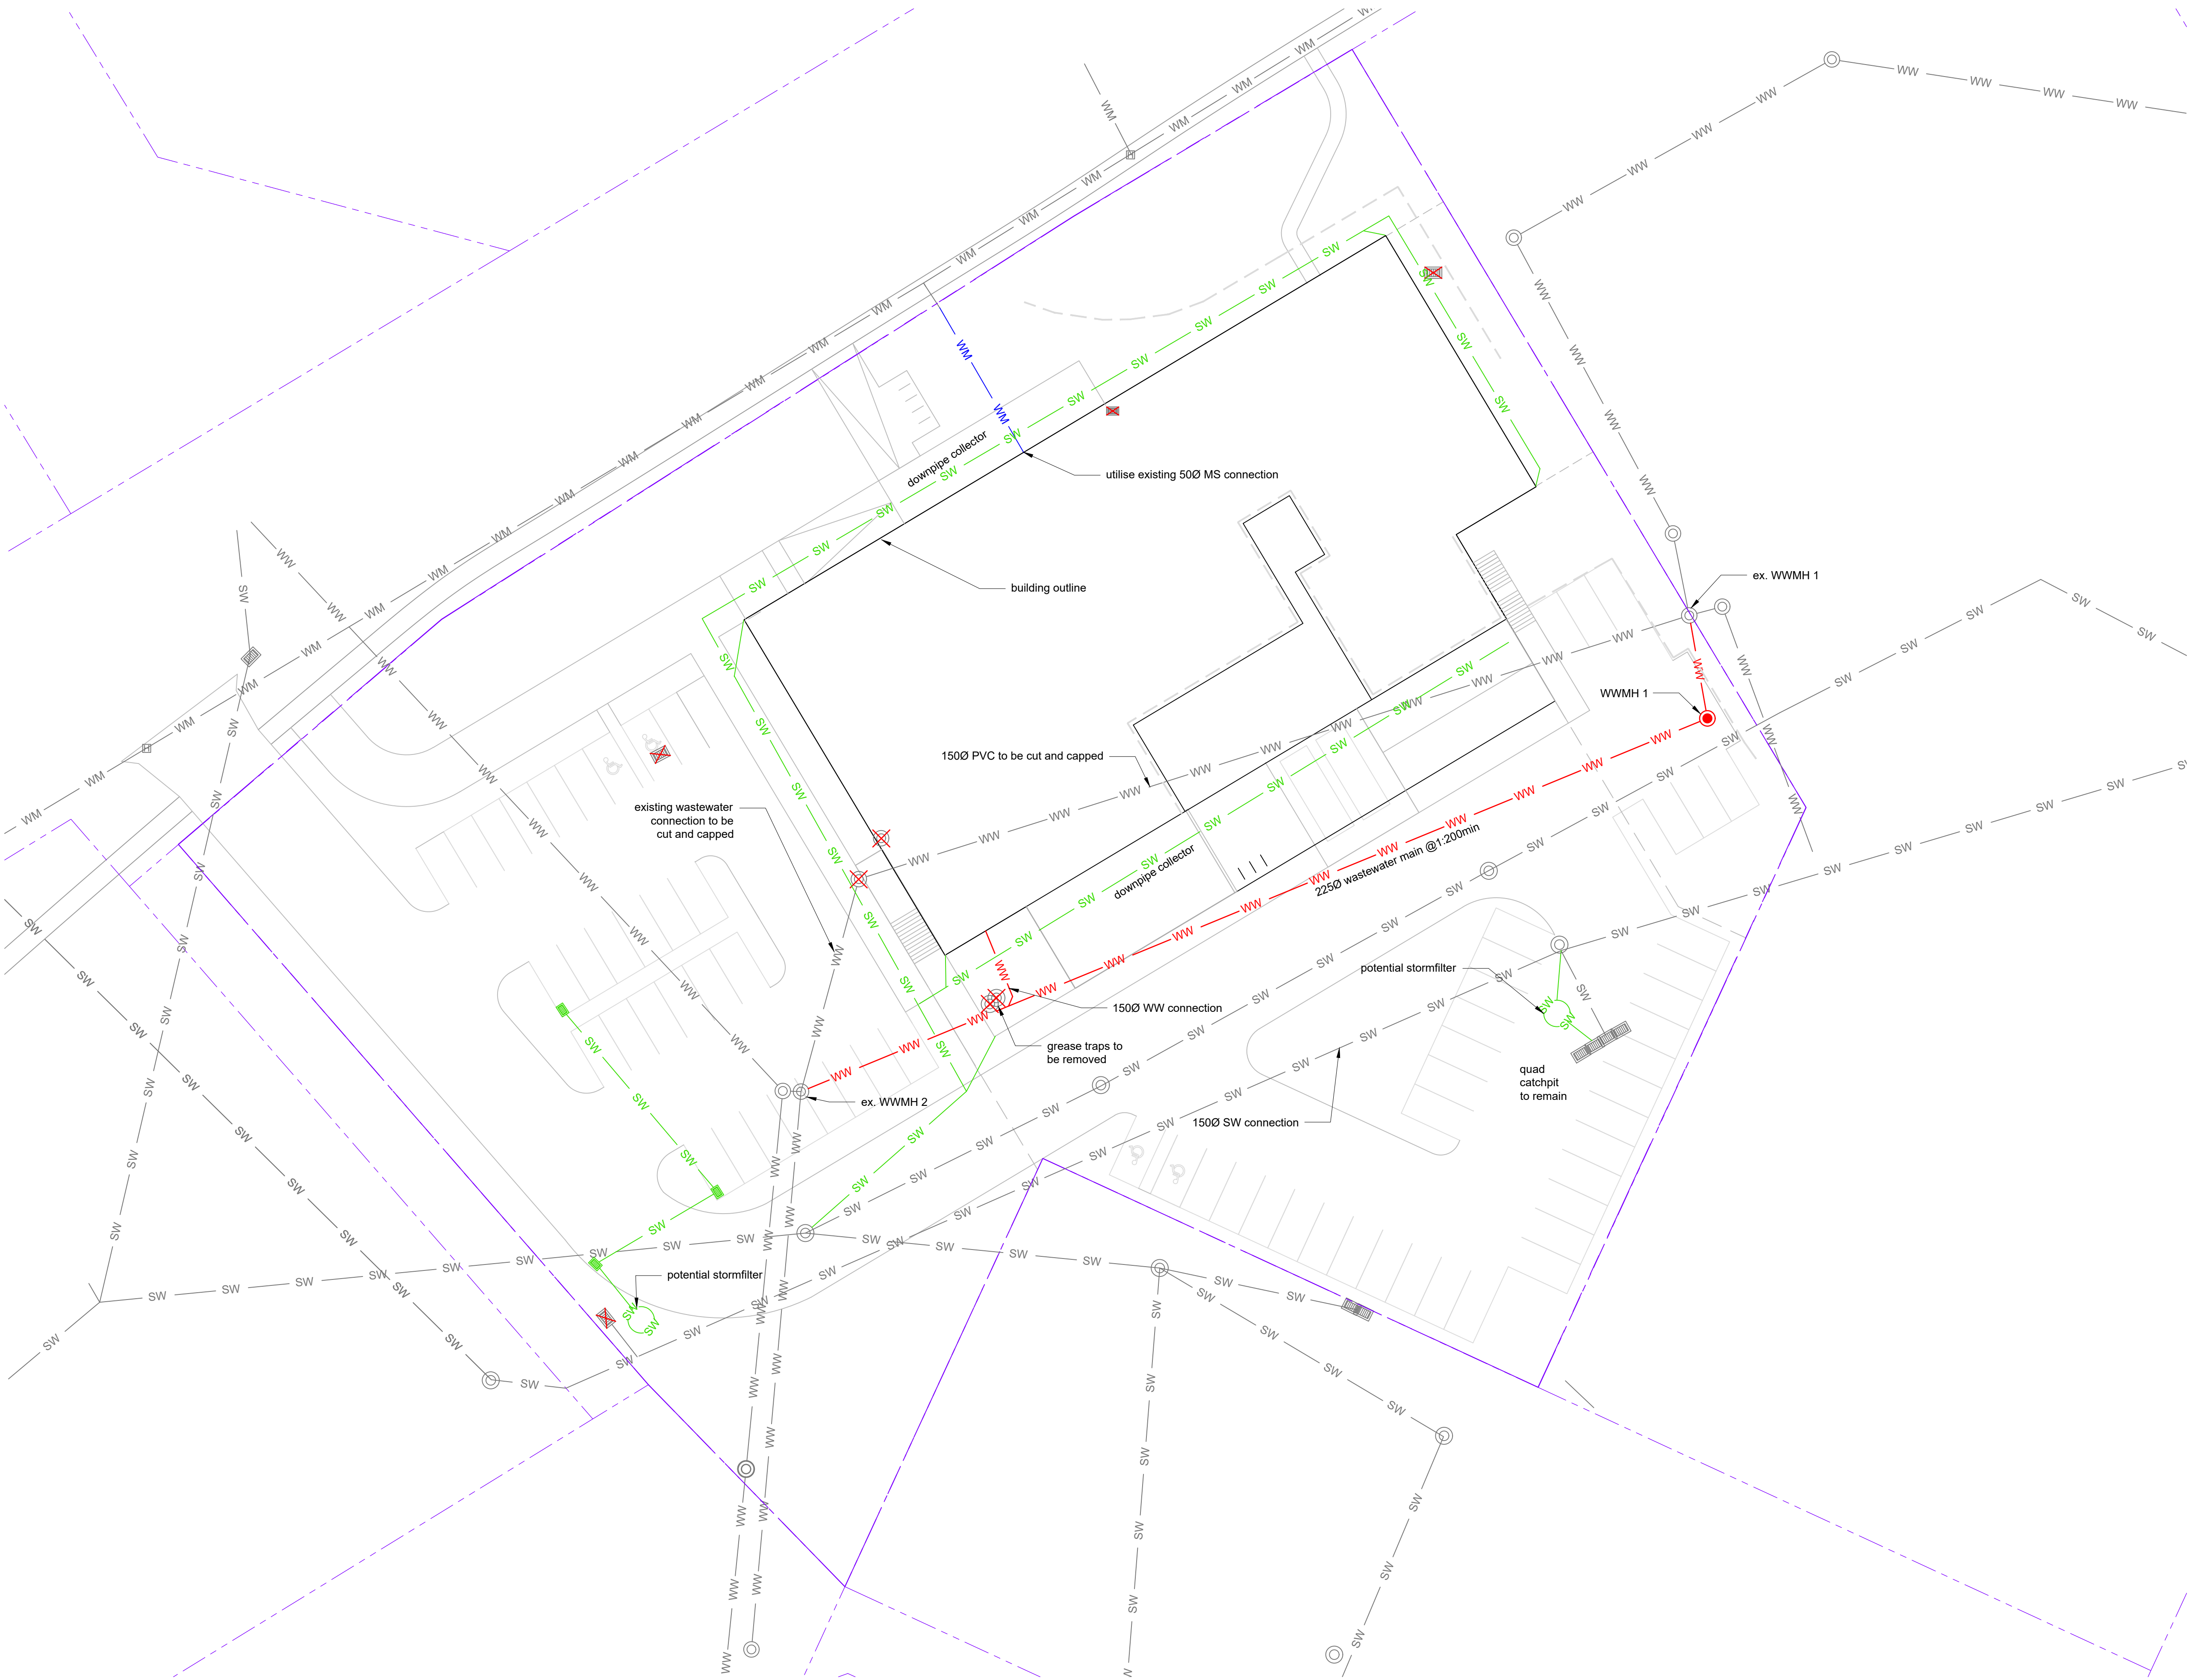 downpipe collector
utilise existing 50Ø MS connection
building outline
ex. WWMH 1
WWMH 1
150Ø PVC to be cut and capped
existing wastewater
connection to be
cut and capped
downpipe collector
225Ø wastewater main @1:200min
potential stormfilter
150Ø WW connection
grease traps to
be removed
quad
catchpit
to remain
ex. WWMH 2
150Ø SW connection
potential stormfilter
WM
WW
SW